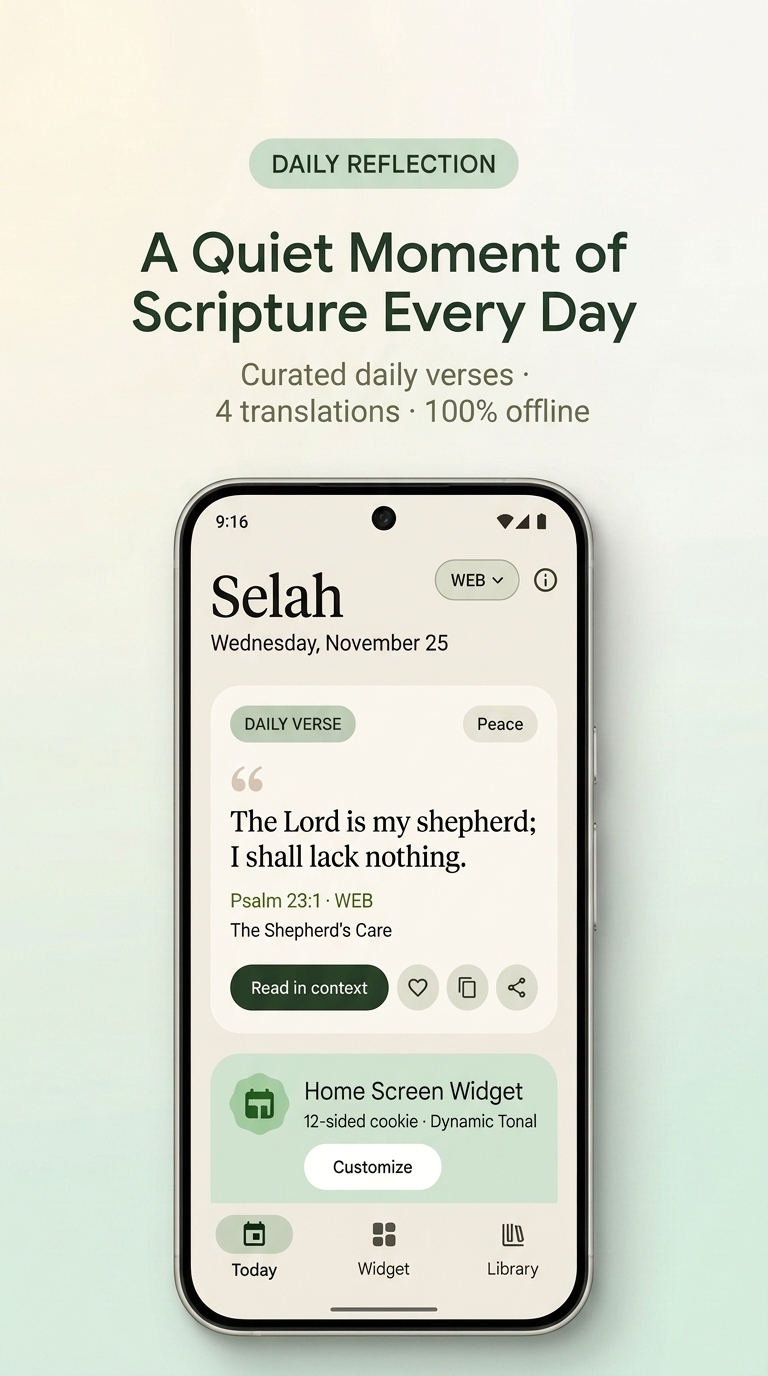 DAILY REFLECTION
A Quiet Moment of
Scripture Every Day
Curated daily verses ·
4 translations · 100% offline
9:16
Selah
WEB
Wednesday, November 25
DAILY VERSE
Peace
“
The Lord is my shepherd;
I shall lack nothing.
Psalm 23:1 · WEB
The Shepherd's Care
Read in context
Home Screen Widget
12-sided cookie · Dynamic Tonal
Customize
Today
Widget
Library